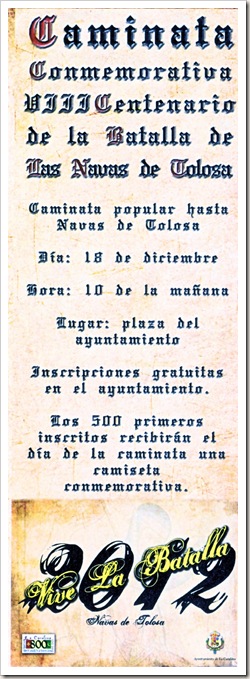 Caminata
Conmemorativa
VIII Centenario
de la Batalla de
Las Navas de Tolosa
Caminata popular hasta
Navas de Tolosa
Día: 18 de diciembre
Hora: 10 de la mañana
Lugar: plaza del
ayuntamiento
Inscripciones gratuitas
en el ayuntamiento.
Los 500 primeros
inscritos recibirán el
día de la caminata una
camiseta
conmemorativa.
2012
Vive La Batalla
Navas de Tolosa
800